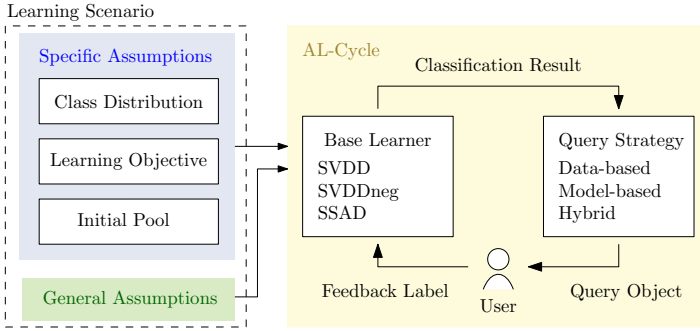 Learning Scenario
Specific Assumptions
Class Distribution
Learning Objective
Initial Pool
General Assumptions
AL-Cycle
Classification Result
Base Learner
SVDD
SVDDneg
SSAD
Query Strategy
Data-based
Model-based
Hybrid
Feedback Label
User
Query Object